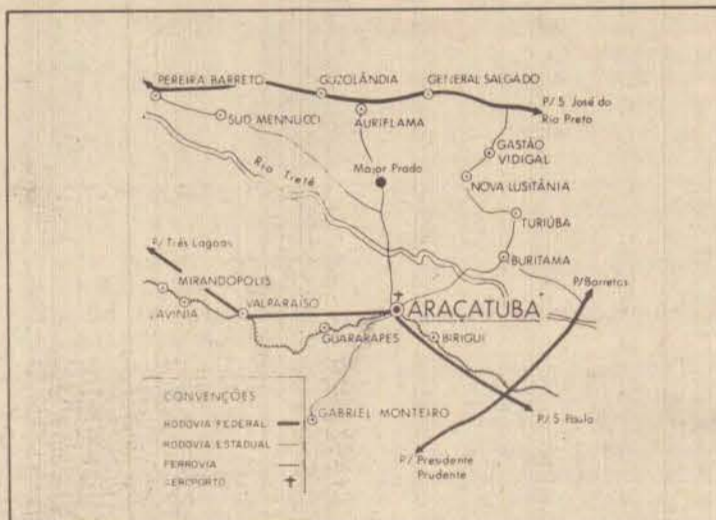 PEREIRA BARRETO
GUZOLÂNDIA
GENERAL SALGADO
SUD MENNUCCI
AURIFLAMA
P/S. José do
Rio Preto
GASTÃO
VIDIGAL
Rio Tietê
Major Prado
NOVA LUSITÂNIA
TURIÚBA
P/Três Lagoas
BURITAMA
MIRANDOPOLIS
P/Barretos
LAVINIA
VALPARAÍSO
ARAÇATUBA
GUARARAPES
BIRIGUI
CONVENÇÕES
RODOVIA FEDERAL
RODOVIA ESTADUAL
FERROVIA
AEROPORTO
GABRIEL MONTEIRO
P/S. Paulo
P/ Presidente
Prudente